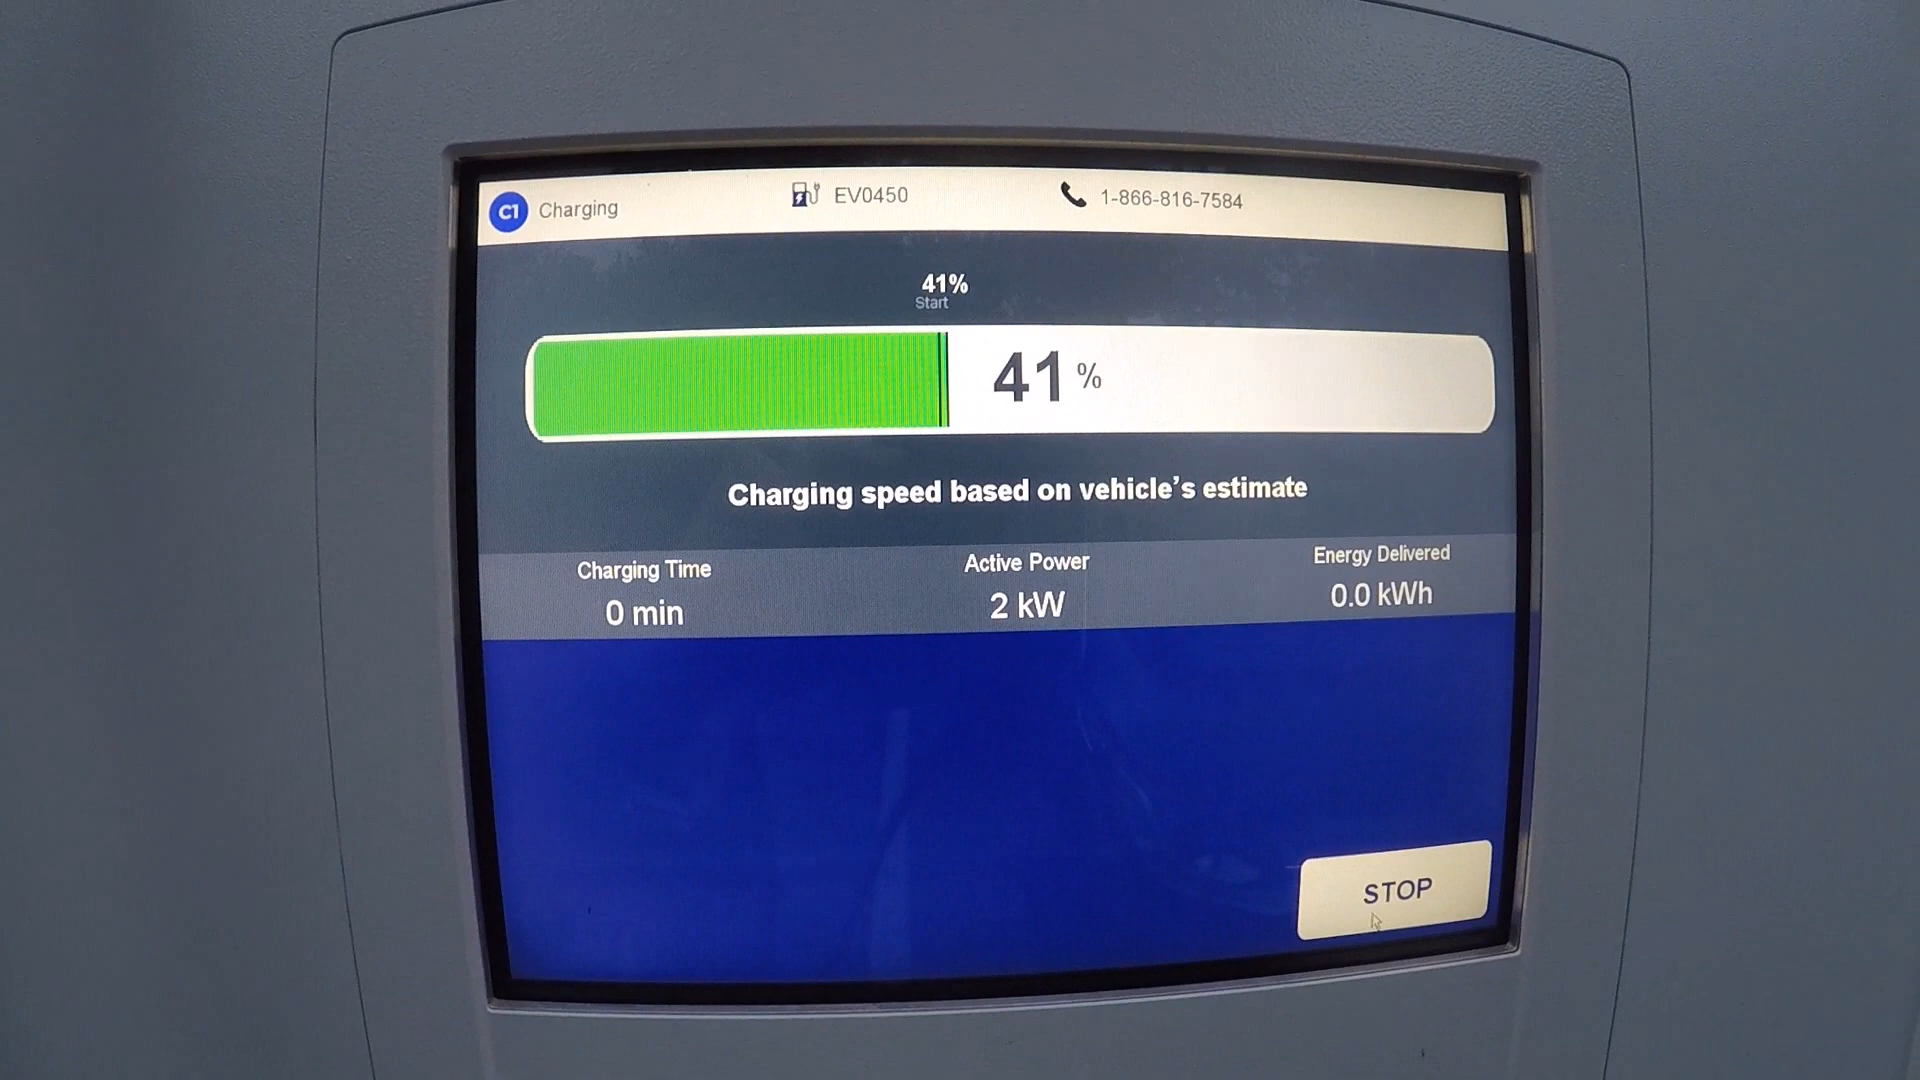 C1 Charging
EV0450
1-866-816-7584
41%
Start
41 %
Charging speed based on vehicle's estimate
Charging Time
0 min
Active Power
2 kW
Energy Delivered
0.0 kWh
STOP